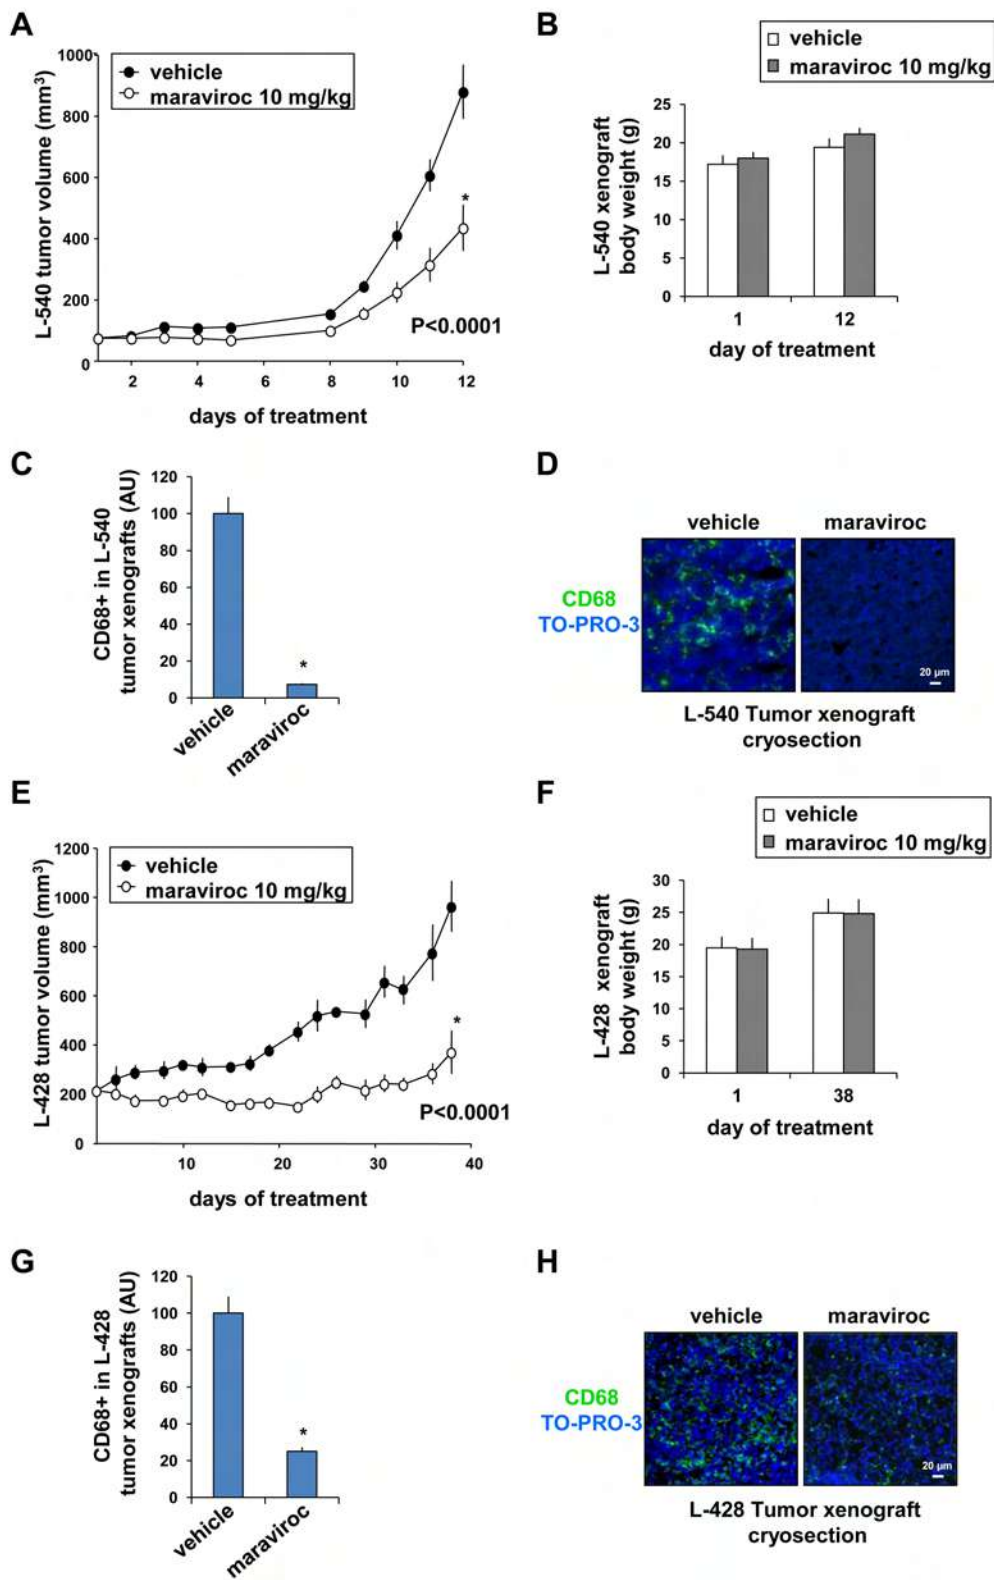 A
L-540 tumor volume (mm³)
1000
800
600
400
200
0
vehicle
maraviroc 10 mg/kg
*
P<0.0001
2 4 6 8 10 12
days of treatment
B
vehicle
maraviroc 10 mg/kg
L-540 xenograft
body weight (g)
25
20
15
10
5
0
1 12
day of treatment
C
CD68+ in L-540
tumor xenografts (AU)
120
100
80
60
40
20
0
*
vehicle
maraviroc
D
vehicle maraviroc
CD68
TO-PRO-3
20 µm
L-540 Tumor xenograft
cryosection
E
L-428 tumor volume (mm³)
1200
1000
800
600
400
200
0
vehicle
maraviroc 10 mg/kg
*
P<0.0001
10 20 30 40
days of treatment
F
vehicle
maraviroc 10 mg/kg
L-428 xenograft
body weight (g)
30
25
20
15
10
5
0
1 38
day of treatment
G
CD68+ in L-428
tumor xenografts (AU)
120
100
80
60
40
20
0
*
vehicle
maraviroc
H
vehicle maraviroc
CD68
TO-PRO-3
20 µm
L-428 Tumor xenograft
cryosection